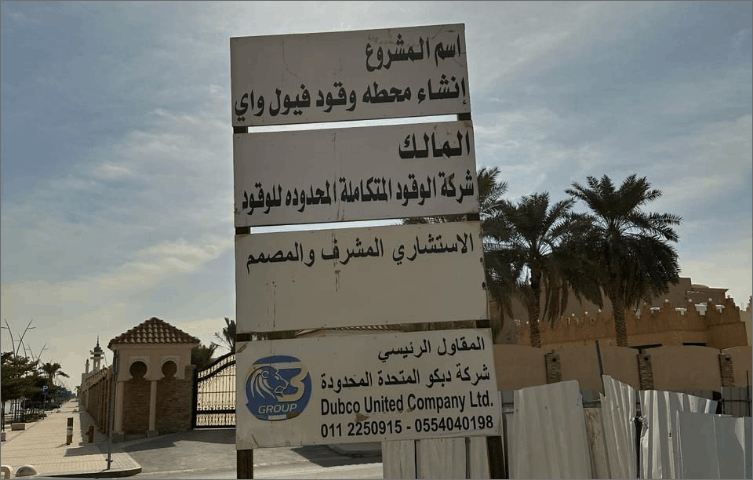 اسم المشروع
إنشاء محطه وقود فيول واي
المالك
شركة الوقود المتكاملة المحدوده للوقود
الاستشاري المشرف والمصمم
المقاول الرئيسي
شركة دبكو المتحدة المحدودة
Dubco United Company Ltd.
011 2250915 - 0554040198
GROUP